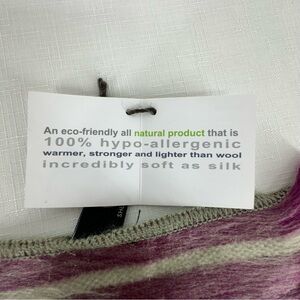 An eco-friendly all natural product that is
100% hypo-allergenic
warmer, stronger and lighter than wool
incredibly soft as silk